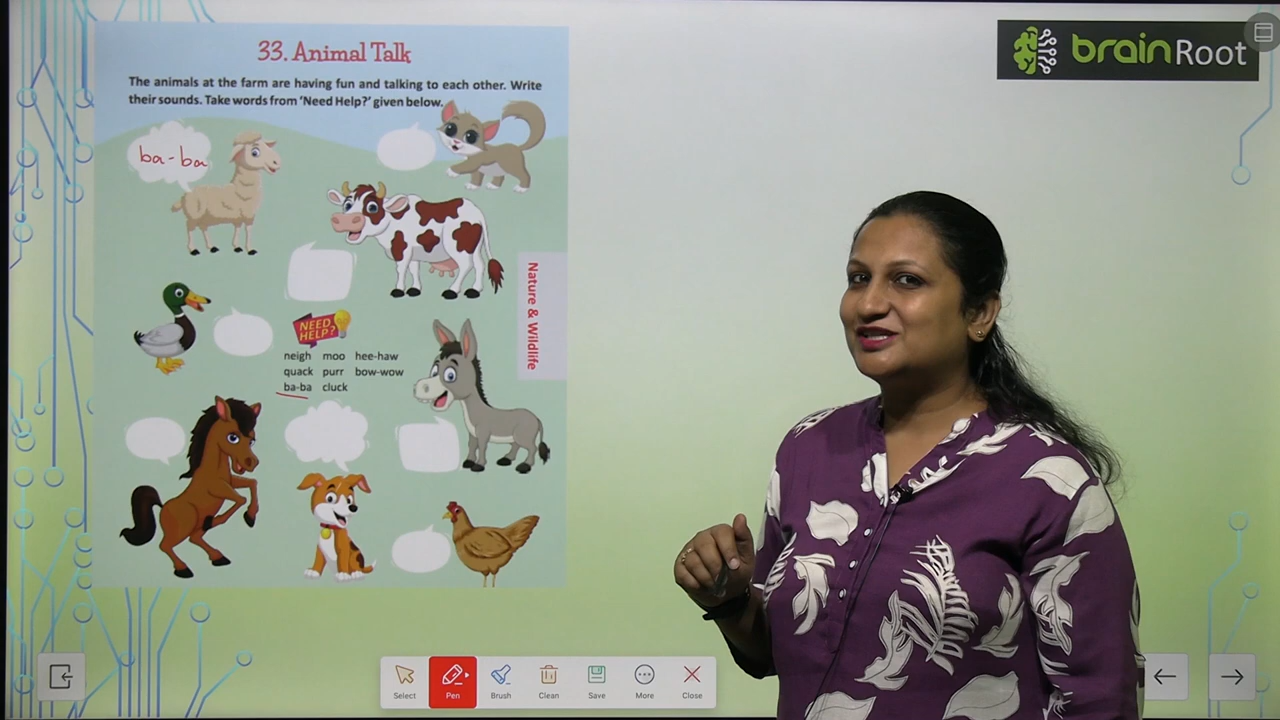 33. Animal Talk
The animals at the farm are having fun and talking to each other. Write
their sounds. Take words from 'Need Help?' given below.
ba-ba
NEED
HELP?
neigh moo hee-haw
quack purr bow-wow
ba-ba cluck
Nature & Wildlife
brainRoot
Select Pen Brush Clean Save More Close